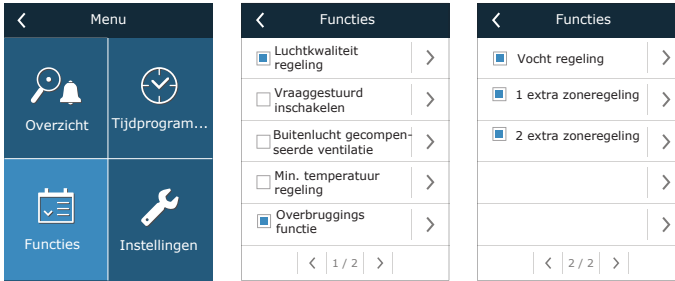 Menu
Overzicht
Tijdprogram...
Functies
Instellingen
Functies
Luchtkwaliteit
regeling
Vraaggestuurd
inschakelen
Buitenlucht gecompen-
seerde ventilatie
Min. temperatuur
regeling
Overbruggings
functie
1 / 2
Functies
Vocht regeling
1 extra zoneregeling
2 extra zoneregeling
2 / 2